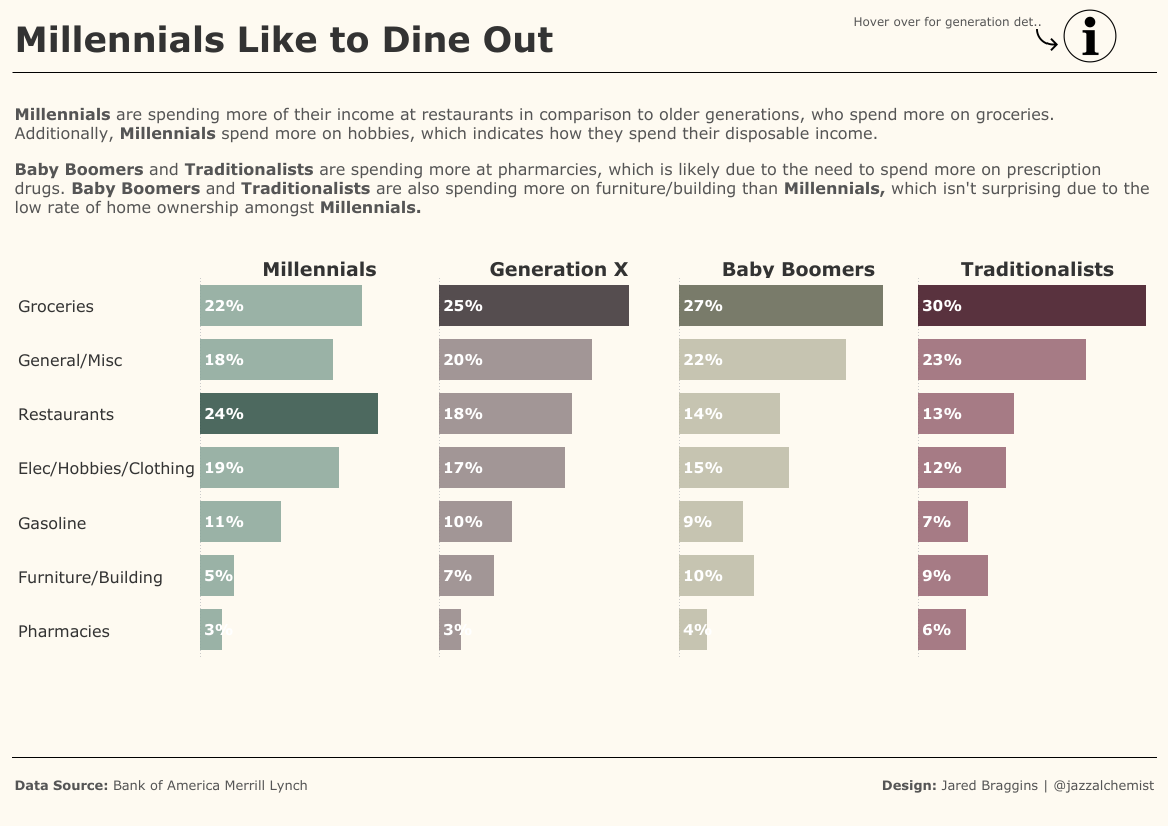 Millennials Like to Dine Out
Hover over for generation det..
Millennials are spending more of their income at restaurants in comparison to older generations, who spend more on groceries.
Additionally, Millennials spend more on hobbies, which indicates how they spend their disposable income.
Baby Boomers and Traditionalists are spending more at pharmarcies, which is likely due to the need to spend more on prescription
drugs. Baby Boomers and Traditionalists are also spending more on furniture/building than Millennials, which isn't surprising due to the
low rate of home ownership amongst Millennials.
Millennials Generation X Baby Boomers Traditionalists
Groceries 22% 25% 27% 30%
General/Misc 18% 20% 22% 23%
Restaurants 24% 18% 14% 13%
Elec/Hobbies/Clothing 19% 17% 15% 12%
Gasoline 11% 10% 9% 7%
Furniture/Building 5% 7% 10% 9%
Pharmacies 3% 3% 4% 6%
Data Source: Bank of America Merrill Lynch
Design: Jared Braggins | @jazzalchemist